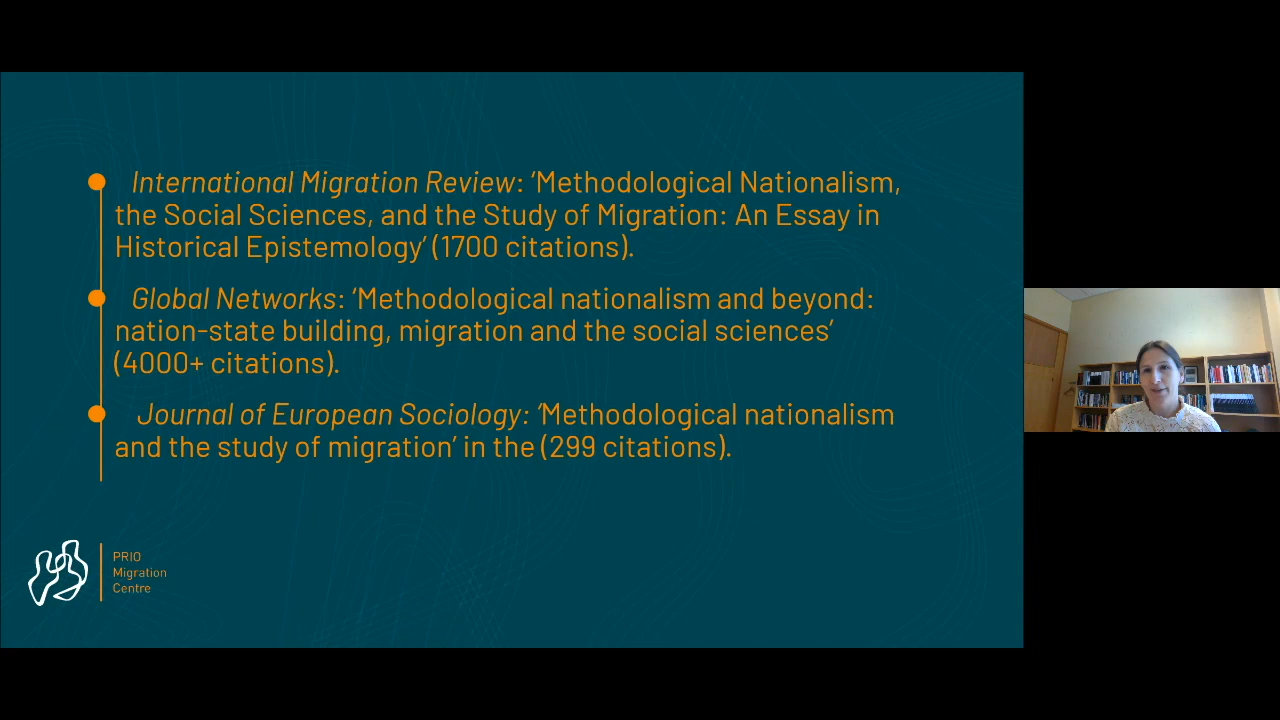 International Migration Review: ‘Methodological Nationalism,
the Social Sciences, and the Study of Migration: An Essay in
Historical Epistemology’ (1700 citations).
Global Networks: ‘Methodological nationalism and beyond:
nation-state building, migration and the social sciences’
(4000+ citations).
Journal of European Sociology: ‘Methodological nationalism
and the study of migration’ in the (299 citations).
PRIO
Migration
Centre